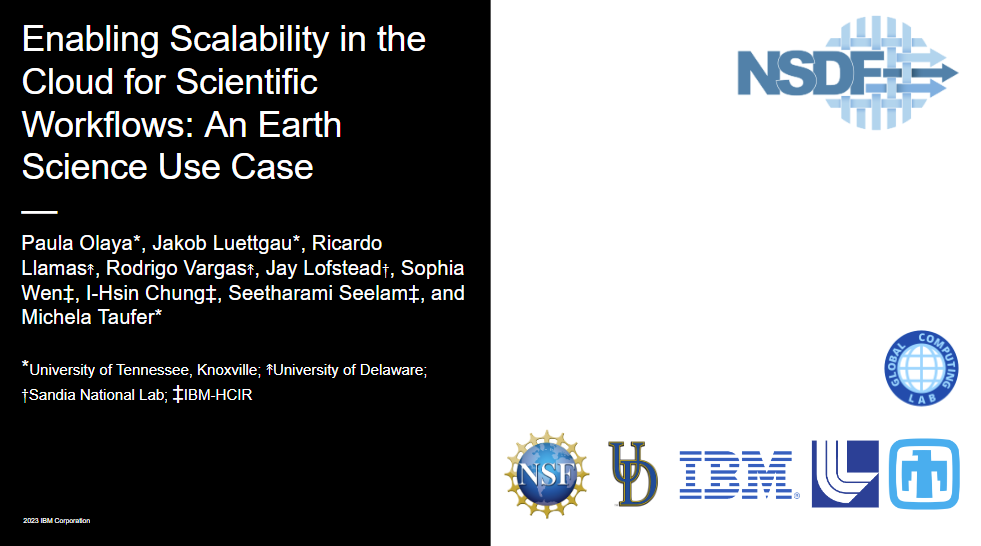 Enabling Scalability in the
Cloud for Scientific
Workflows: An Earth
Science Use Case
Paula Olaya*, Jakob Luettgau*, Ricardo
Llamas↟, Rodrigo Vargas↟, Jay Lofstead†, Sophia
Wen‡, I-Hsin Chung‡, Seetharami Seelam‡, and
Michela Taufer*
*University of Tennessee, Knoxville; ↟University of Delaware;
†Sandia National Lab; ‡IBM-HCIR
2023 IBM Corporation
NSDF
GLOBAL COMPUTING
LAB
NSF
UD
IBM®